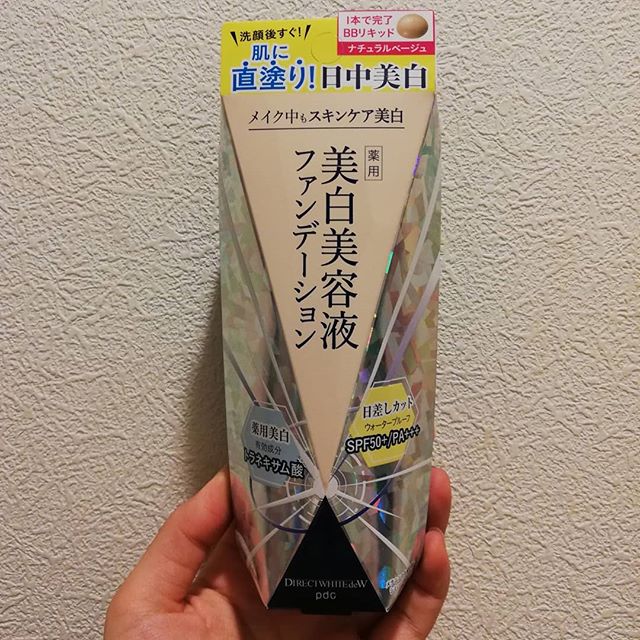 洗顔後すぐ!
肌に
直塗り!日中美白
1本で完了
BBリキッド
ナチュラルベージュ
メイク中もスキンケア美白
薬用
美白美容液
ファンデーション
薬用美白
有効成分
トラネキサム酸
日差しカット
ウォータープルーフ
SPF50+/PA+++
DIRECT WHITE deW
pdc